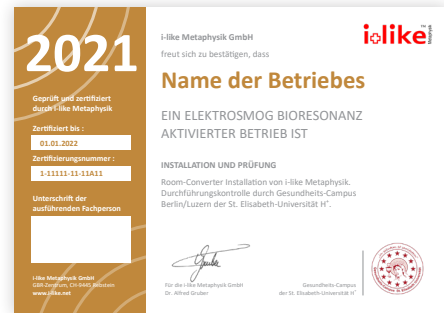 2021
Geprüft und zertifiziert
durch i-like Metaphysik
Zertifiziert bis :
01.01.2022
Zertifizierungsnummer :
1-11111-11-11A11
Unterschrift der
ausführenden Fachperson
i-like Metaphysik GmbH
GBR-Zentrum, CH-9445 Rebstein
www.i-like.net
i-like Metaphysik GmbH
freut sich zu bestätigen, dass
i-like
Metaphysik
Name der Betriebes
EIN ELEKTROSMOG BIORESONANZ
AKTIVIERTER BETRIEB IST
INSTALLATION UND PRÜFUNG
Room-Converter Installation von i-like Metaphysik.
Durchführungskontrolle durch Gesundheits-Campus
Berlin/Luzern der St. Elisabeth-Universität H⁺.
Für die i-like Metaphysik GmbH
Dr. Alfred Gruber
Gesundheits-Campus
der St. Elisabeth-Universität H⁺